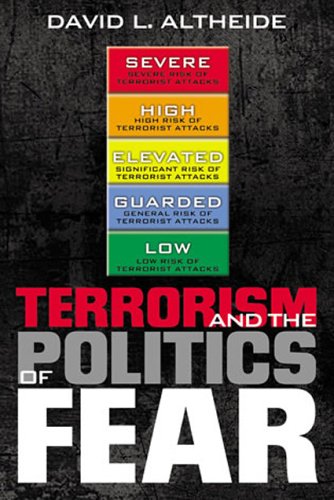 DAVID L. ALTHEIDE
SEVERE
SEVERE RISK OF
TERRORIST ATTACKS
HIGH
HIGH RISK OF
TERRORIST ATTACKS
ELEVATED
SIGNIFICANT RISK OF
TERRORIST ATTACKS
GUARDED
GENERAL RISK OF
TERRORIST ATTACKS
LOW
LOW RISK OF
TERRORIST ATTACKS
TERRORISM
AND THE
POLITICS
OF
FEAR